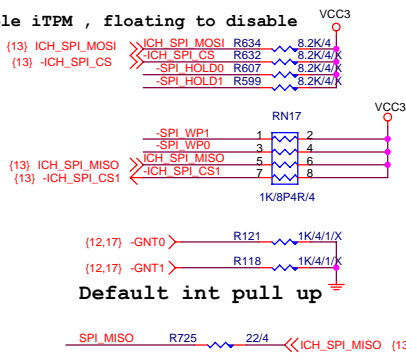 ble iTPM , floating to disable
VCC3
{13} ICH_SPI_MOSI ICH_SPI_MOSI R634 8.2K/4
{13} -ICH_SPI_CS -ICH_SPI_CS R632 8.2K/4/X
-SPI_HOLD0 R607 8.2K/4/X
-SPI_HOLD1 R599 8.2K/4/X
VCC3
RN17
-SPI_WP1 1 2
-SPI_WP0 3 4
{13} ICH_SPI_MISO ICH_SPI_MISO 5 6
{13} -ICH_SPI_CS1 -ICH_SPI_CS1 7 8
1K/8P4R/4
{12,17} -GNT0 R121 1K/4/1/X
{12,17} -GNT1 R118 1K/4/1/X
Default int pull up
SPI_MISO R725 22/4 ICH_SPI_MISO {13